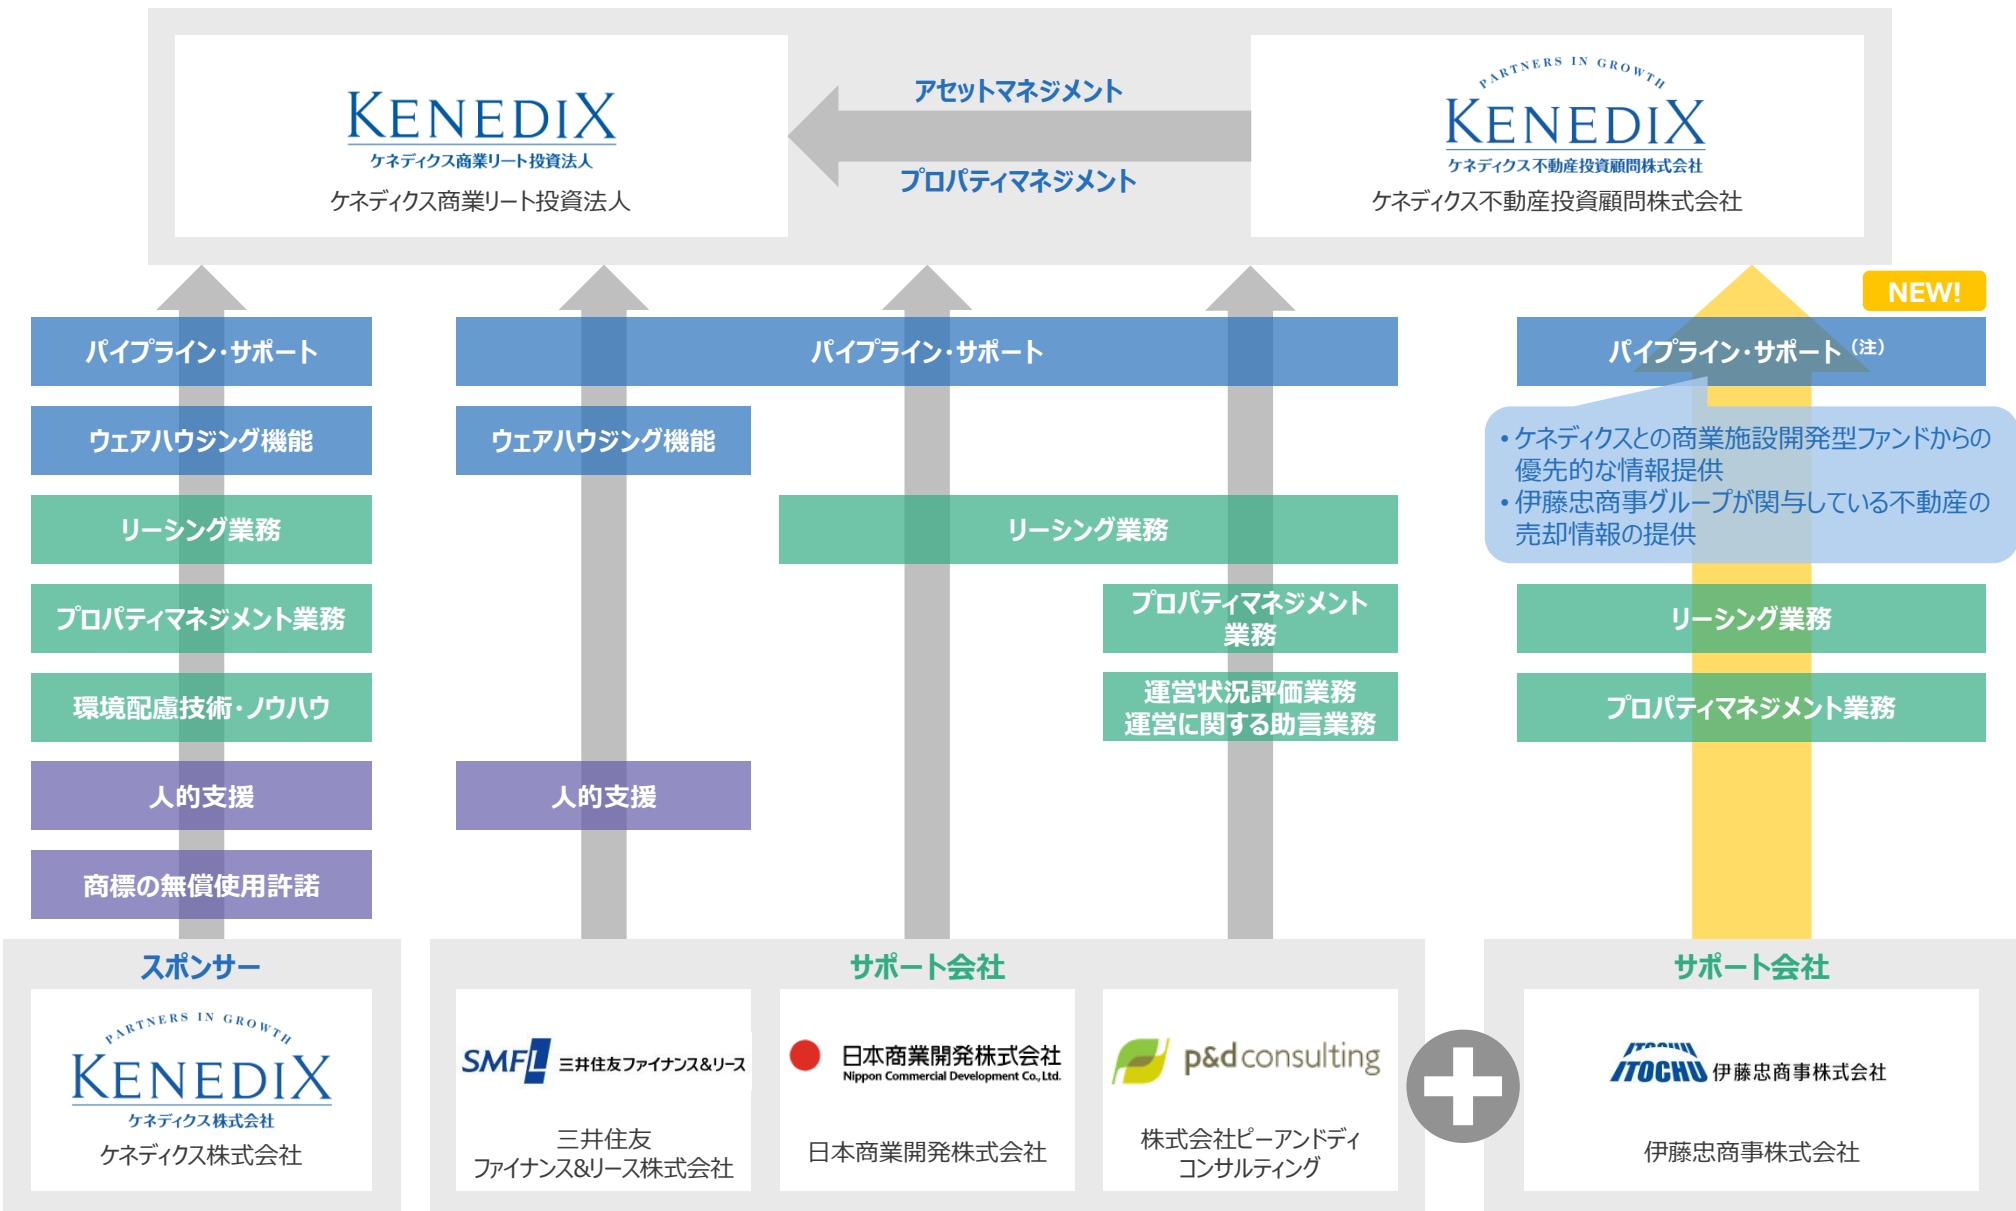 KENEDIX
ケネディクス商業リート投資法人
ケネディクス商業リート投資法人
アセットマネジメント
プロパティマネジメント
PARTNERS IN GROWTH
KENEDIX
ケネディクス不動産投資顧問株式会社
ケネディクス不動産投資顧問株式会社
NEW!
パイプライン・サポート
ウェアハウジング機能
リーシング業務
プロパティマネジメント業務
環境配慮技術・ノウハウ
人的支援
商標の無償使用許諾
パイプライン・サポート
ウェアハウジング機能
リーシング業務
プロパティマネジメント
業務
運営状況評価業務
運営に関する助言業務
人的支援
パイプライン・サポート（注）
• ケネディクスとの商業施設開発型ファンドからの
優先的な情報提供
• 伊藤忠商事グループが関与している不動産の
売却情報の提供
リーシング業務
プロパティマネジメント業務
スポンサー
PARTNERS IN GROWTH
KENEDIX
ケネディクス株式会社
ケネディクス株式会社
サポート会社
SMFL 三井住友ファイナンス&リース
三井住友
ファイナンス&リース株式会社
日本商業開発株式会社
Nippon Commercial Development Co., Ltd.
日本商業開発株式会社
p&d consulting
株式会社ピーアンドディ
コンサルティング
サポート会社
ITOCHU
ITOCHU 伊藤忠商事株式会社
伊藤忠商事株式会社